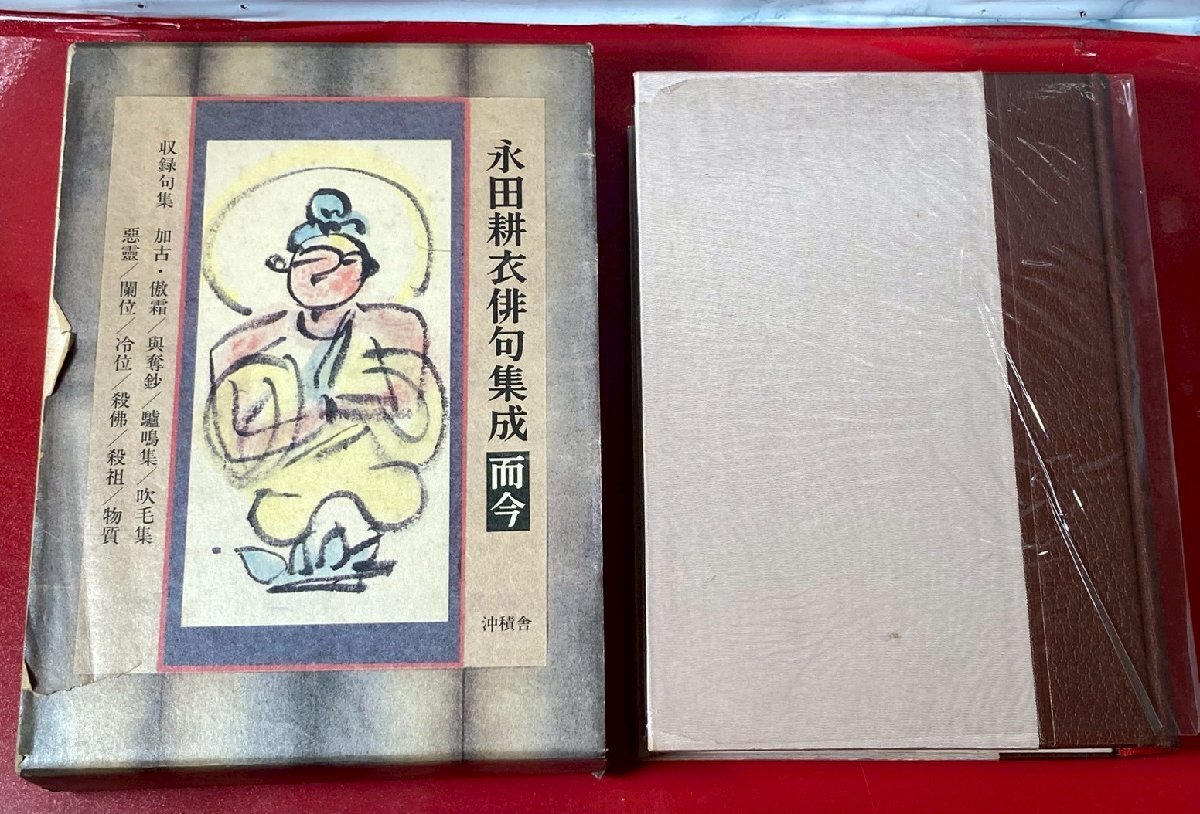 永田耕衣俳句集成 而今
沖積舎
収録句集 加古・傲霜/與奪鈔/驢鳴集/吹毛集
惡靈/闌位/冷位/殺佛/殺祖/物質